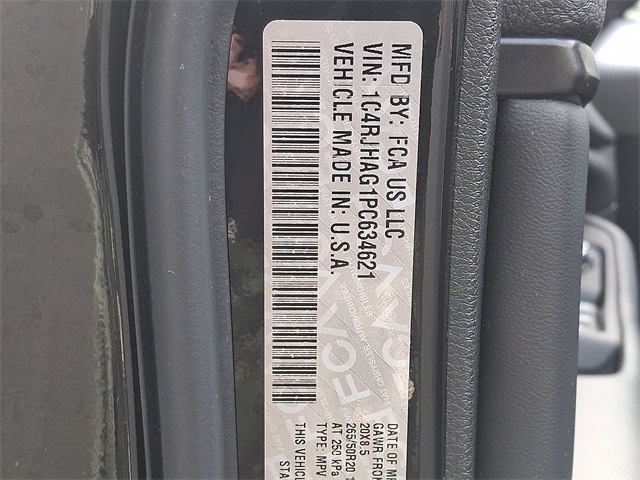 MFD BY: FCA US LLC
VIN: 1C4RJHAG1PC634621
VEHICLE MADE IN: U.S.A.
DATE OF M
GAWR FRON
20X8.5
265/50R20
AT 250 kPa
TYPE: MPV
THIS VEHICL
STA